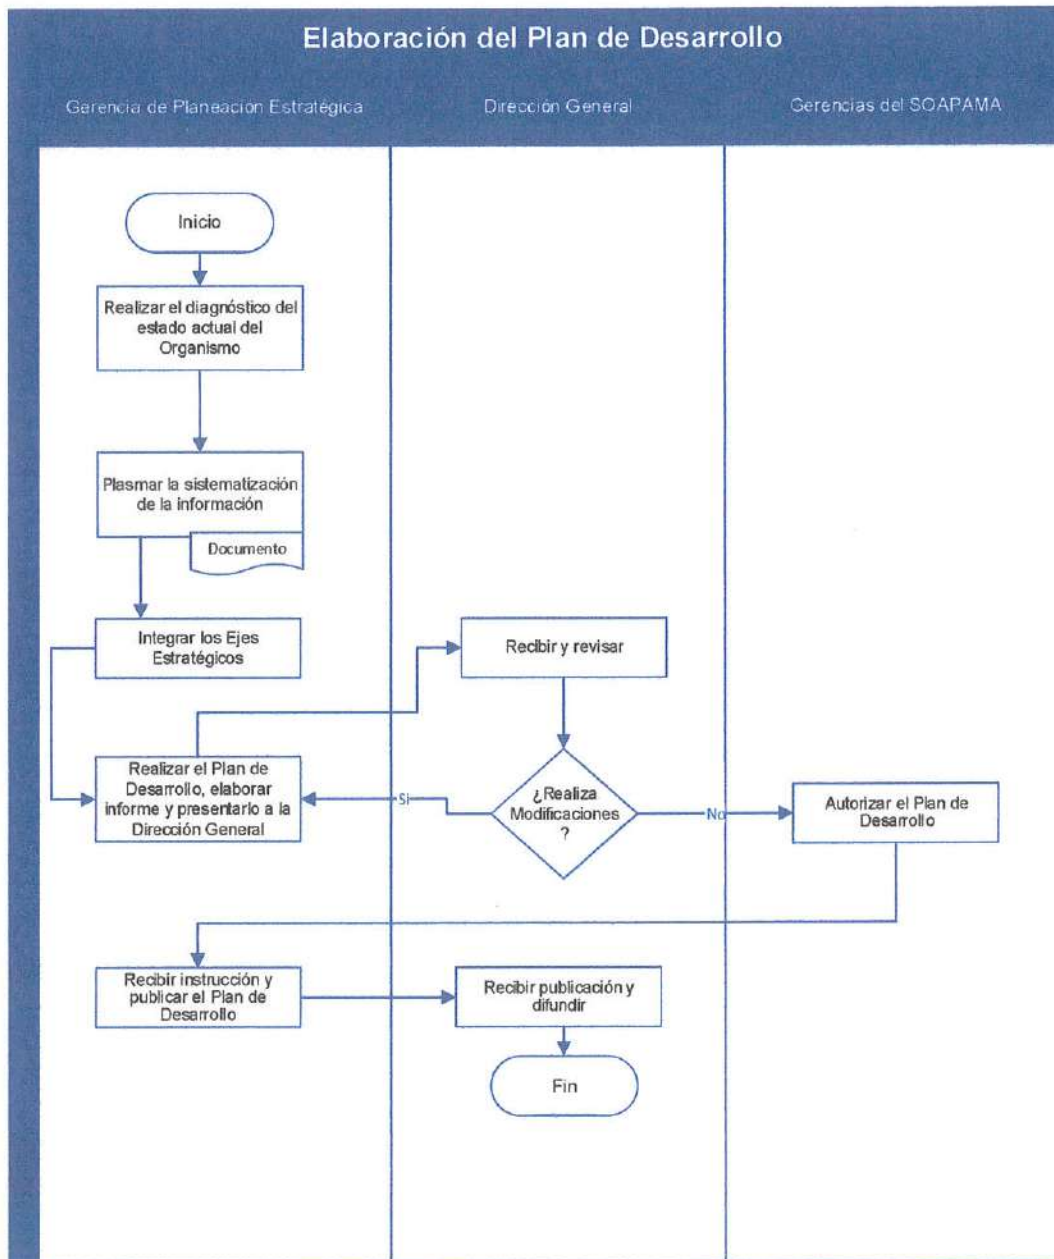 Elaboración del Plan de Desarrollo
Gerencia de Planeación Estratégica
Dirección General
Gerencias del SOAPAMA
Inicio
Realizar el diagnóstico del
estado actual del
Organismo
Plasmar la sistematización
de la información
Documento
Integrar los Ejes
Estratégicos
Recibir y revisar
Realizar el Plan de
Desarrollo, elaborar
informe y presentarlo a la
Dirección General
Si
¿Realiza
Modificaciones
?
No
Autorizar el Plan de
Desarrollo
Recibir instrucción y
publicar el Plan de
Desarrollo
Recibir publicación y
difundir
Fin